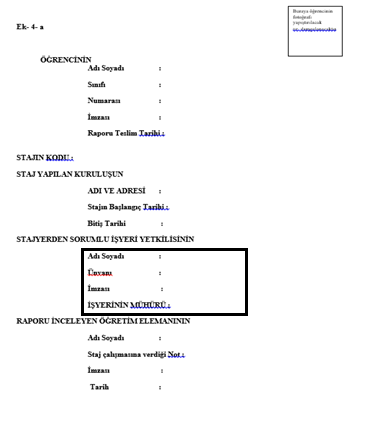 Buraya öğrencinin
fotoğrafı
yapıştırılacak
Ek- 4- a
ÖĞRENCİNİN
Adı Soyadı :
Sınıfı :
Numarası :
İmzası :
Raporu Teslim Tarihi :
STAJIN KODU :
STAJ YAPILAN KURULUŞUN
ADI VE ADRESİ :
Stajın Başlangıç Tarihi :
Bitiş Tarihi :
STAJYERDEN SORUMLU İŞYERİ YETKİLİSİNİN
Adı Soyadı :
Ünvanı :
İmzası :
İŞYERİNİN MÜHÜRÜ :
RAPORU İNCELEYEN ÖĞRETİM ELEMANININ
Adı Soyadı :
Staj çalışmasına verdiği Not :
İmzası :
Tarih :